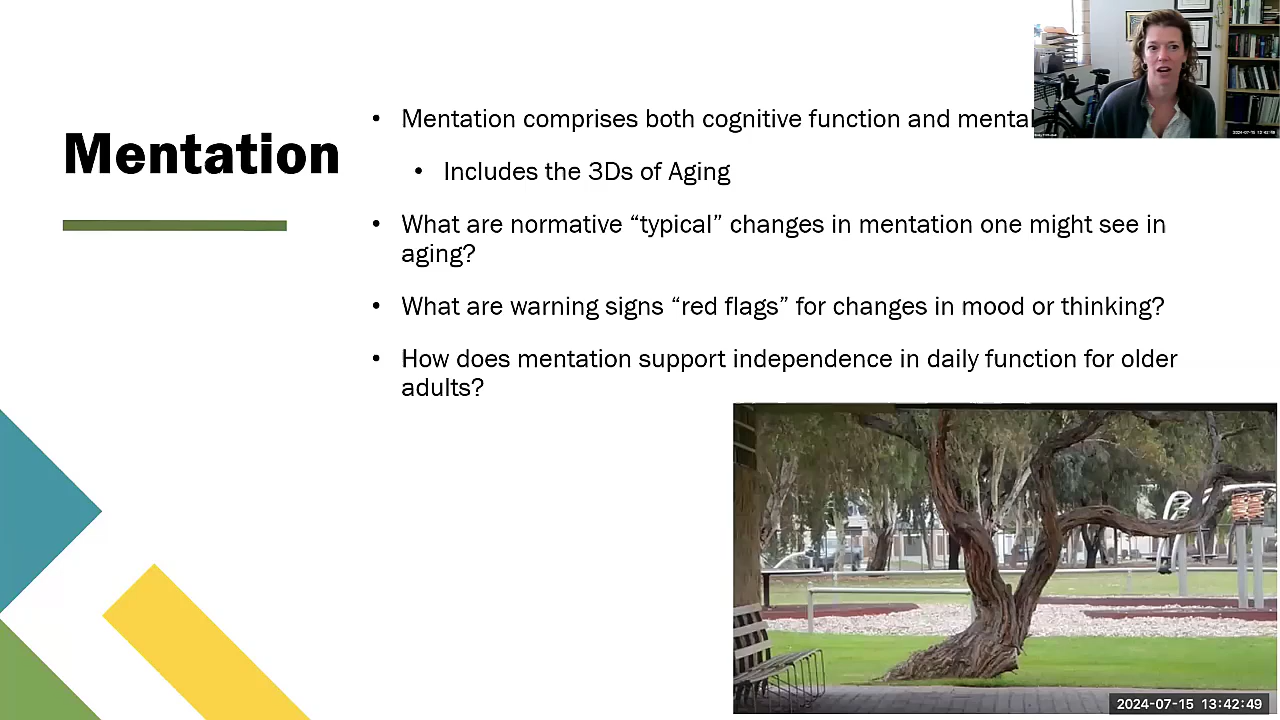 Mentation
• Mentation comprises both cognitive function and mental
• Includes the 3Ds of Aging
• What are normative “typical” changes in mentation one might see in
aging?
• What are warning signs “red flags” for changes in mood or thinking?
• How does mentation support independence in daily function for older
adults?
2024-07-15 13:42:49